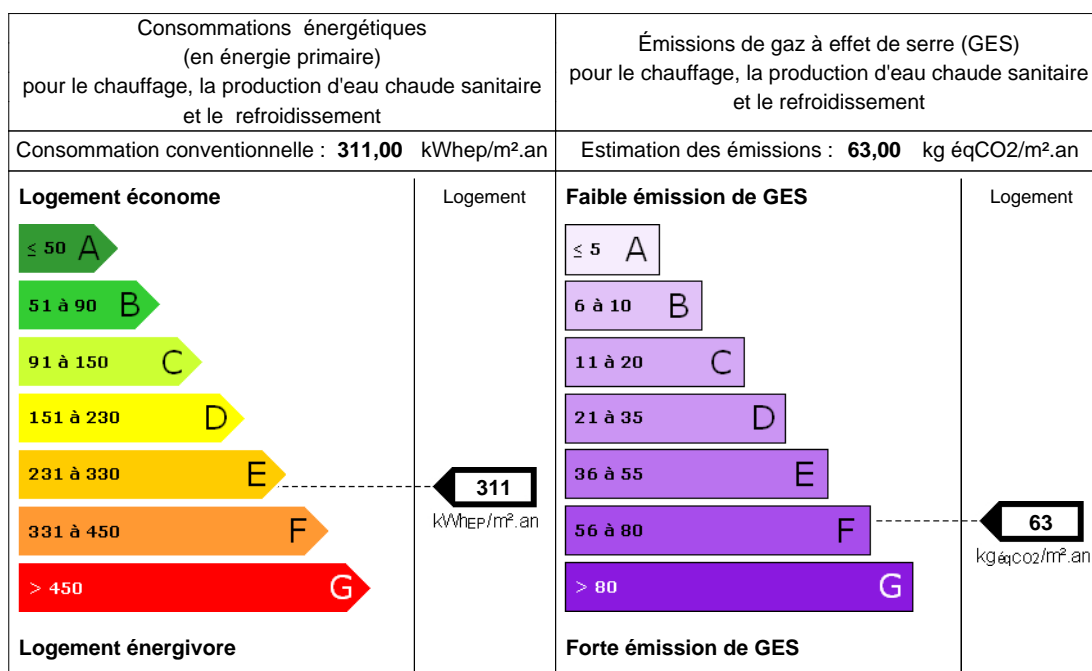 Consommations énergétiques
(en énergie primaire)
pour le chauffage, la production d'eau chaude sanitaire
et le refroidissement
Émissions de gaz à effet de serre (GES)
pour le chauffage, la production d'eau chaude sanitaire
et le refroidissement
Consommation conventionnelle : 311,00 kWhep/m².an
Estimation des émissions : 63,00 kg éqCO2/m².an
Logement économe
Logement
≤ 50 A
51 à 90 B
91 à 150 C
151 à 230 D
231 à 330 E
331 à 450 F
> 450 G
311
kWhEP/m².an
Logement énergivore
Faible émission de GES
Logement
≤ 5 A
6 à 10 B
11 à 20 C
21 à 35 D
36 à 55 E
56 à 80 F
> 80 G
63
kgéqCO2/m².an
Forte émission de GES